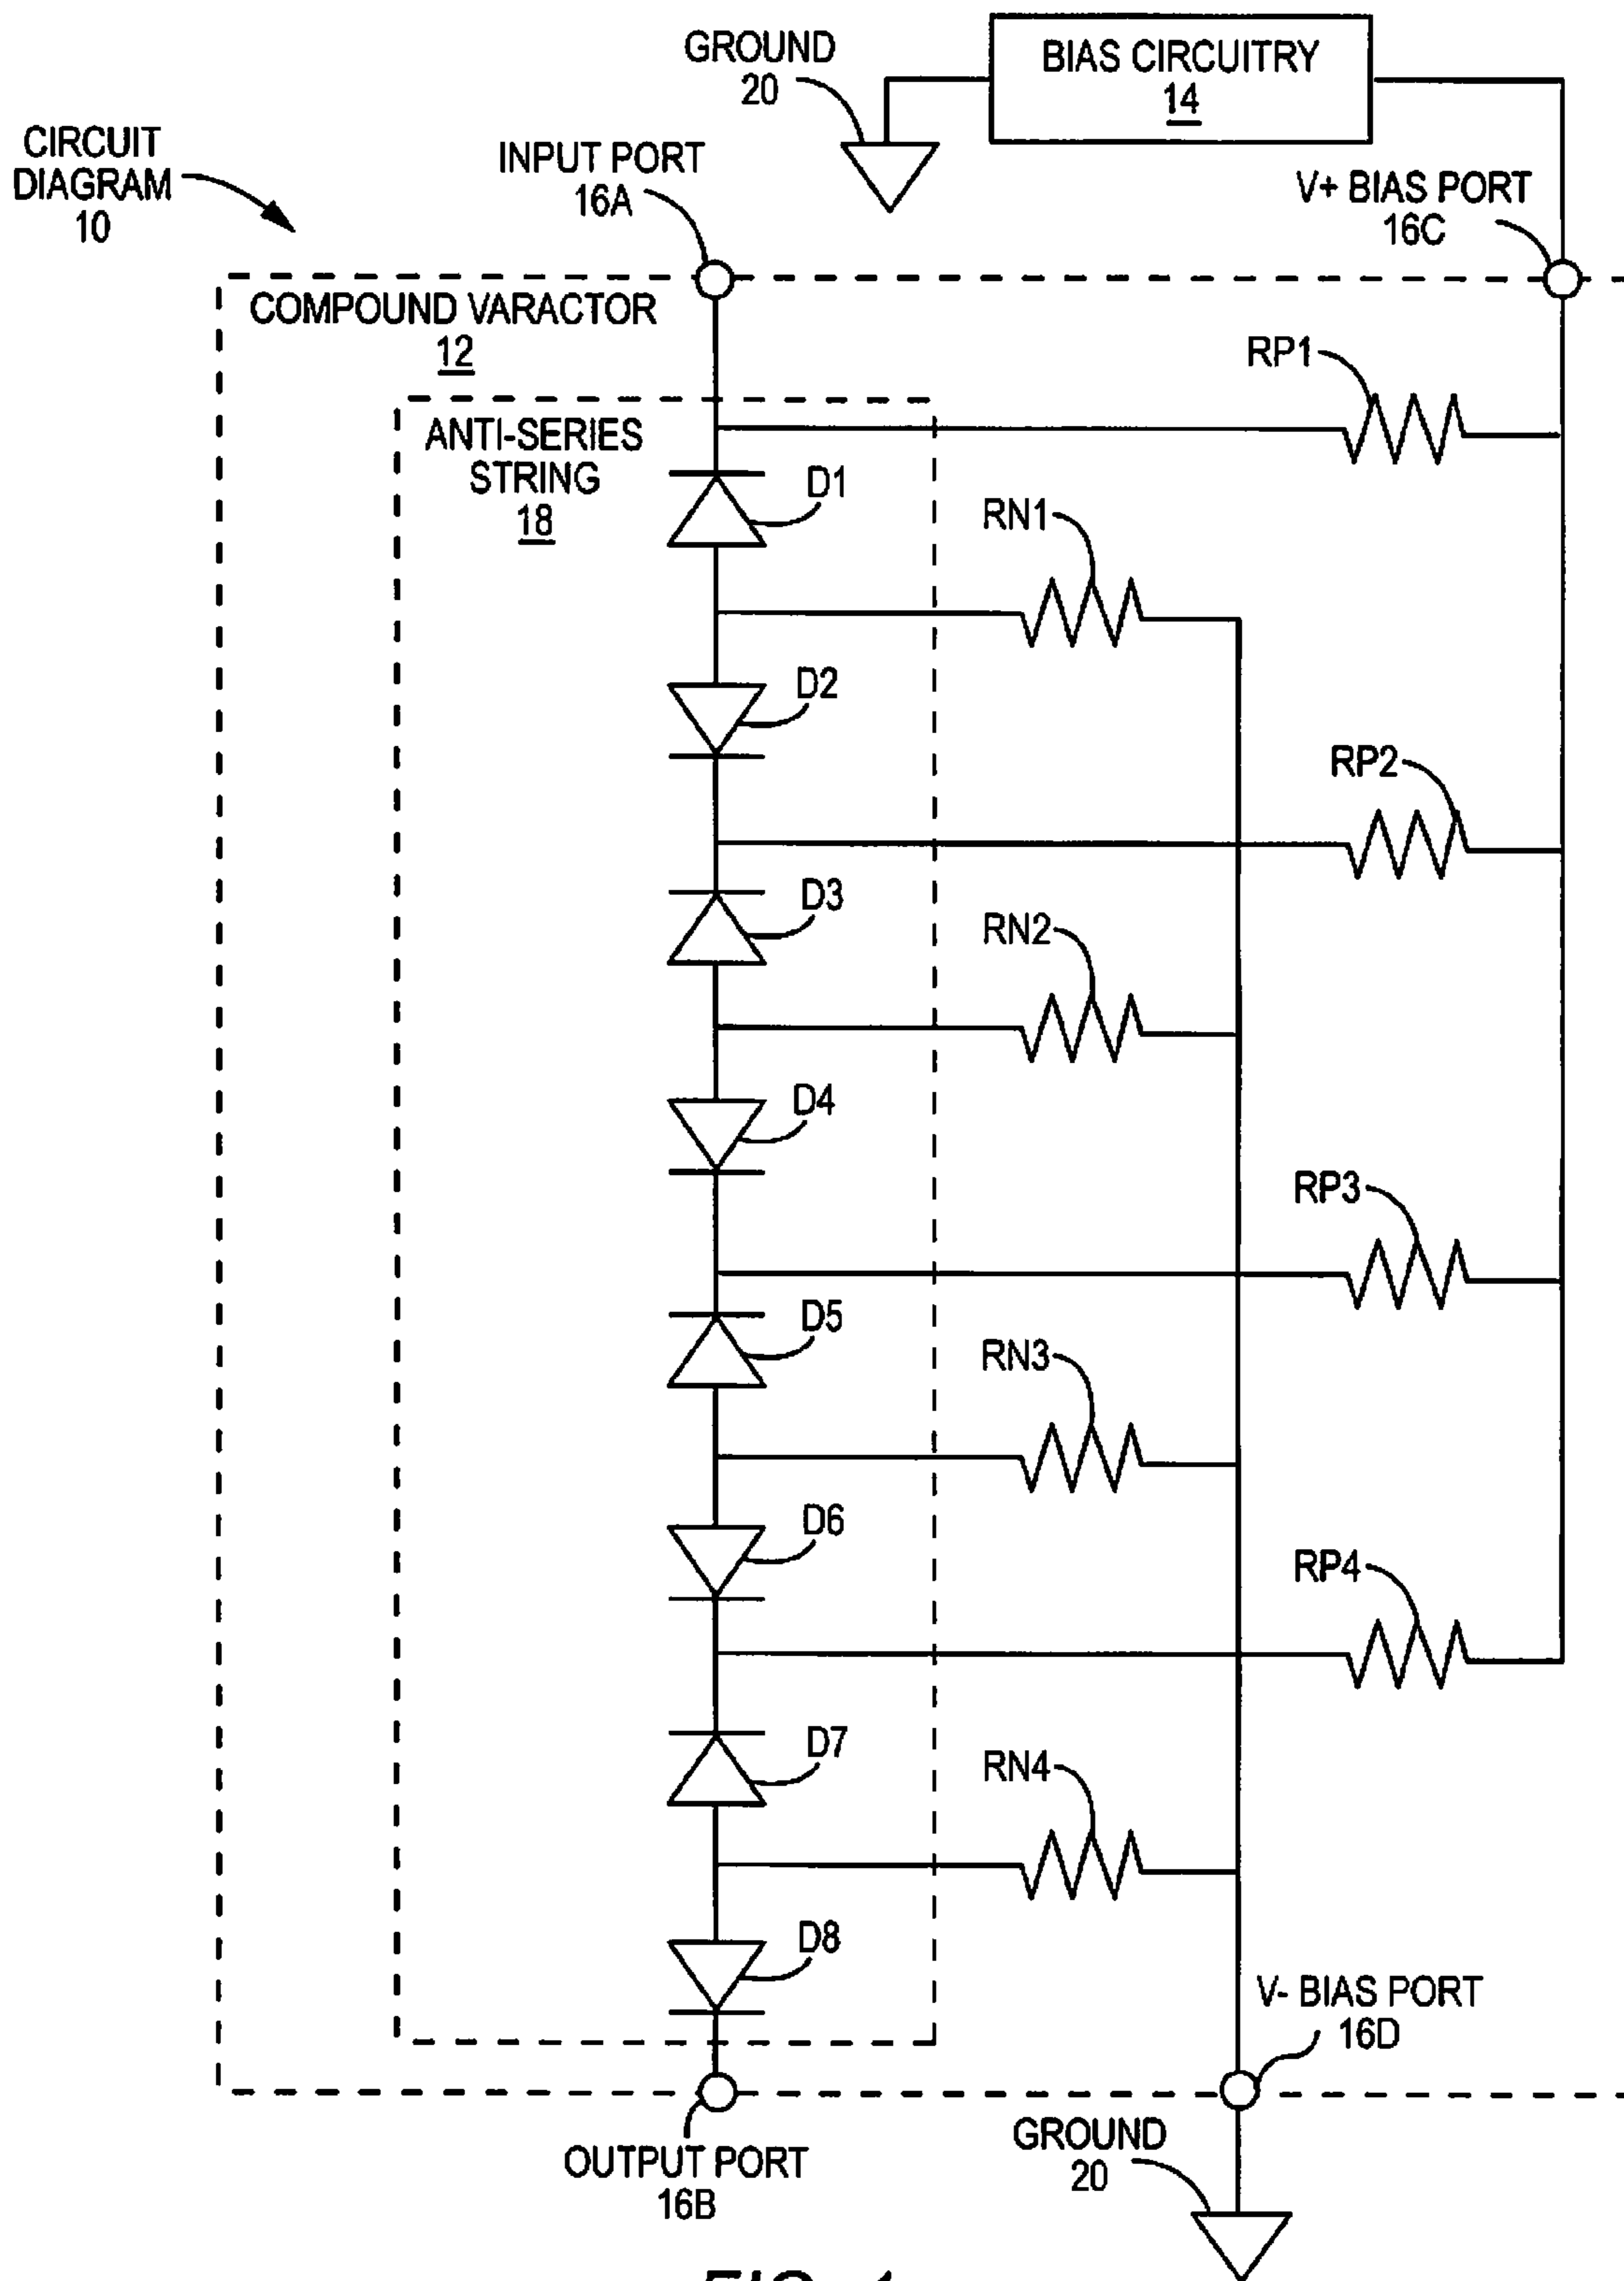 GROUND
20
BIAS CIRCUITRY
14
CIRCUIT
DIAGRAM
10
INPUT PORT
16A
V+ BIAS PORT
16C
COMPOUND VARACTOR
12
RP1
ANTI-SERIES
STRING
18
D1
RN1
D2
RP2
D3
RN2
D4
RP3
D5
RN3
D6
RP4
D7
RN4
D8
V- BIAS PORT
16D
OUTPUT PORT
16B
GROUND
20